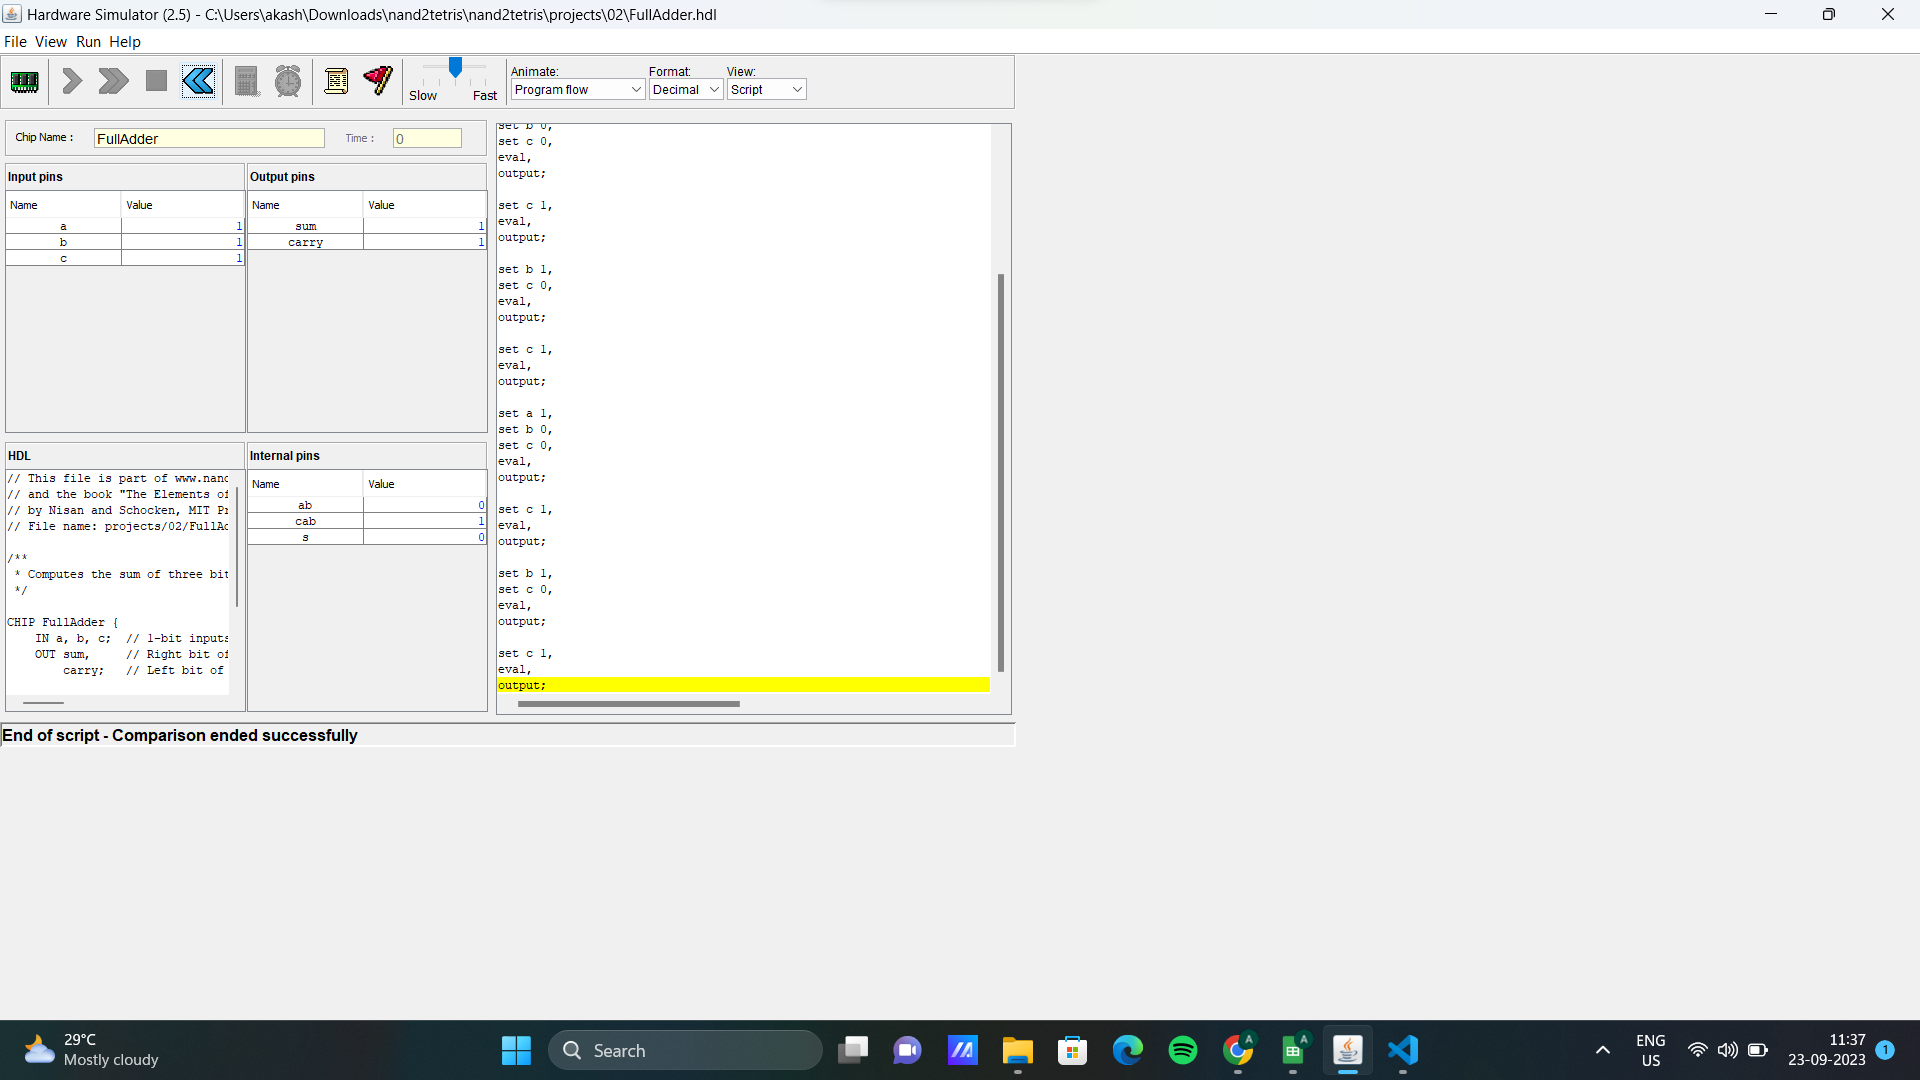 Hardware Simulator (2.5) - C:\Users\akash\Downloads\nand2tetris\nand2tetris\projects\02\FullAdder.hdl
File View Run Help
Slow Fast
Animate: Format: View:
Program flow Decimal Script
Chip Name : FullAdder Time : 0
Input pins
Name Value
a 1
b 1
c 1
Output pins
Name Value
sum 1
carry 1
HDL
// This file is part of www.nand
// and the book "The Elements of
// by Nisan and Schocken, MIT Pr
// File name: projects/02/FullAd
/**
* Computes the sum of three bit
*/
CHIP FullAdder {
IN a, b, c; // 1-bit inputs
OUT sum, // Right bit of
carry; // Left bit of
Internal pins
Name Value
ab 0
cab 1
s 0
set b 0,
set c 0,
eval,
output;
set c 1,
eval,
output;
set b 1,
set c 0,
eval,
output;
set c 1,
eval,
output;
set a 1,
set b 0,
set c 0,
eval,
output;
set c 1,
eval,
output;
set b 1,
set c 0,
eval,
output;
set c 1,
eval,
output;
End of script - Comparison ended successfully
29°C
Mostly cloudy
Search
A
A
ENG
US
11:37
23-09-2023
1